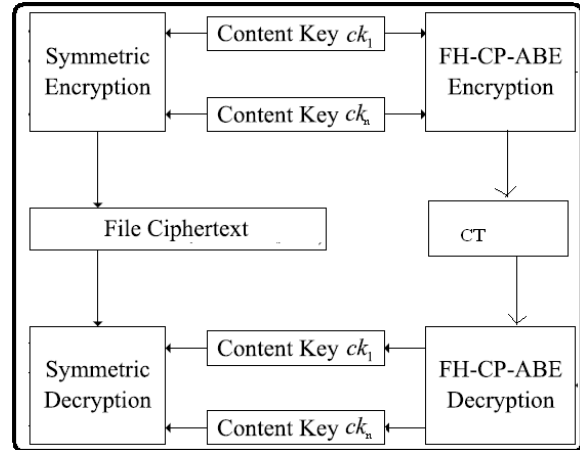 Symmetric
Encryption
Content Key ck₁
Content Key ckₙ
FH-CP-ABE
Encryption
File Ciphertext
CT
Symmetric
Decryption
Content Key ck₁
Content Key ckₙ
FH-CP-ABE
Decryption